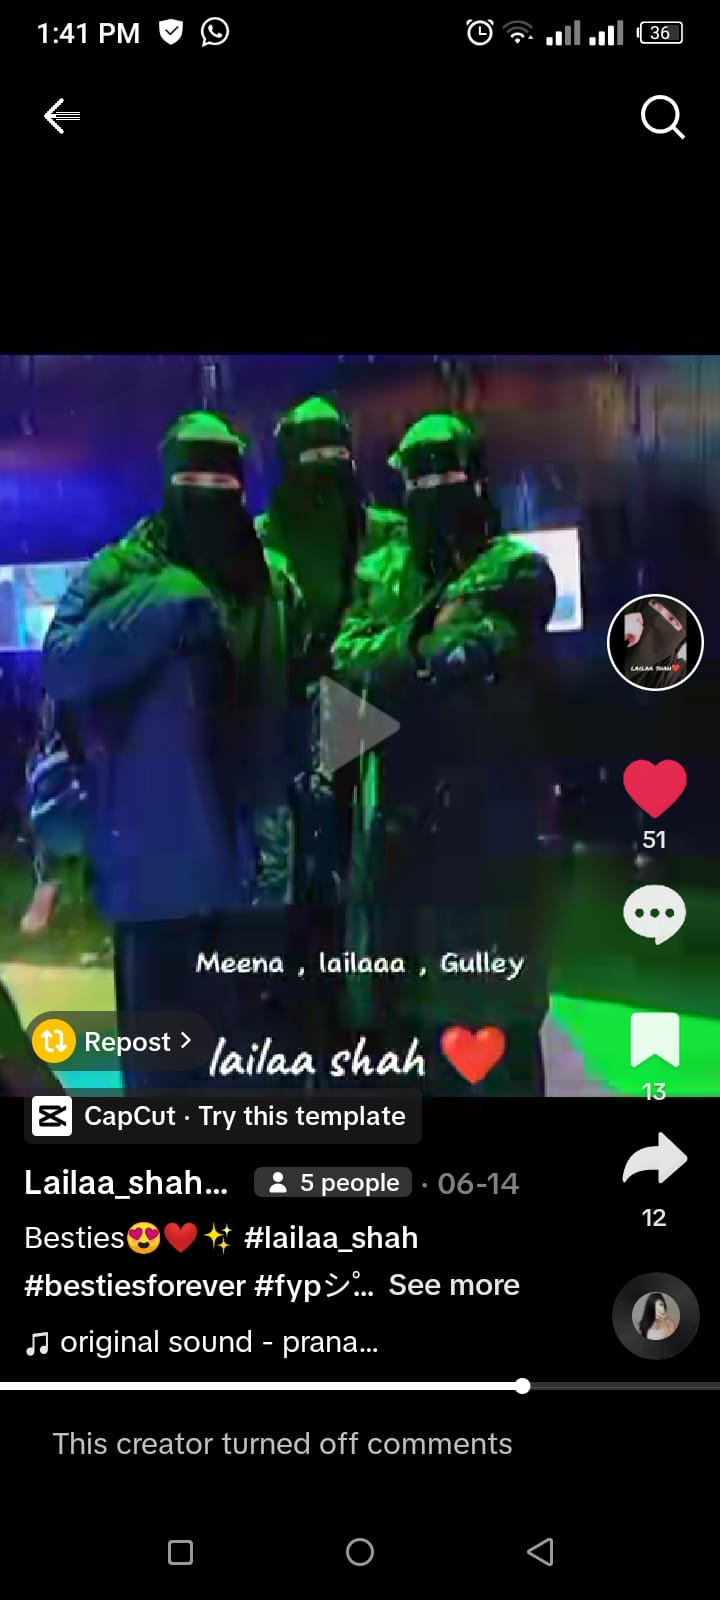 1:41 PM
36
LAILAA SHAH❤️
51
Meena , lailaaa , Gulley
Repost >
lailaa shah ❤️
13
CapCut · Try this template
Lailaa_shah... 5 people · 06-14
12
Besties😍❤️✨ #lailaa_shah
#bestiesforever #fypシ゚... See more
original sound - prana...
This creator turned off comments